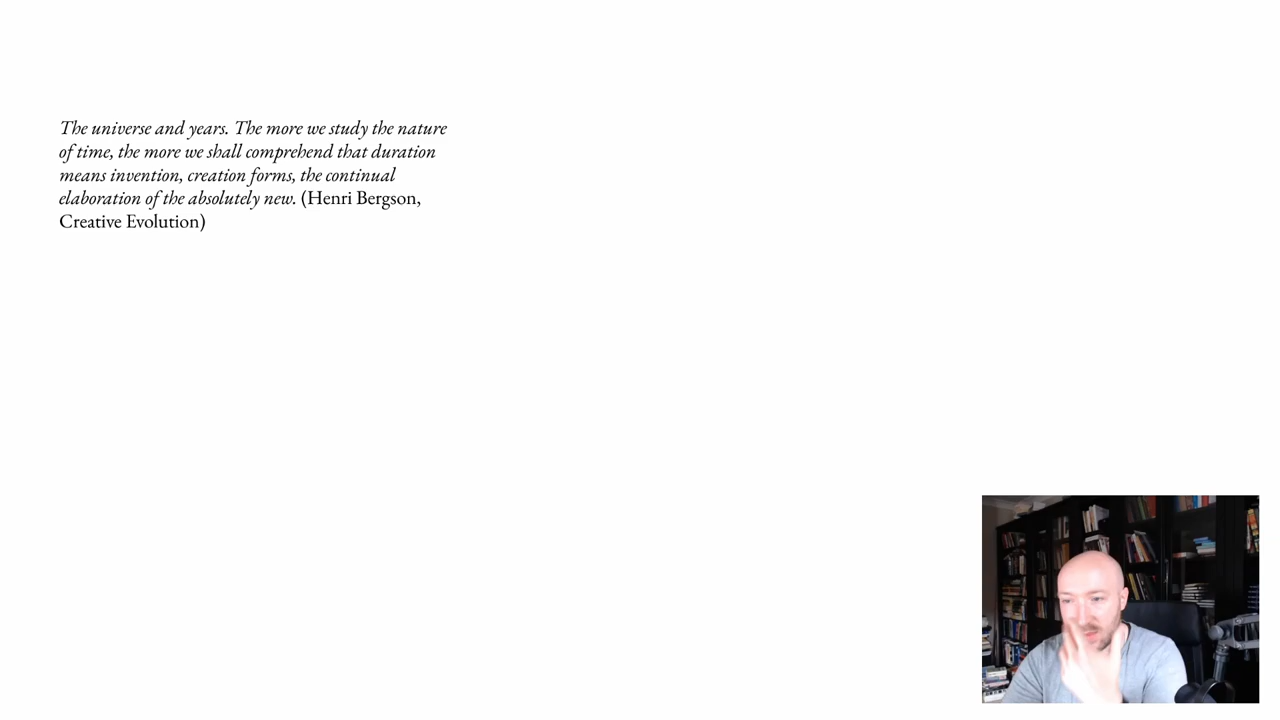 The universe and years. The more we study the nature
of time, the more we shall comprehend that duration
means invention, creation forms, the continual
elaboration of the absolutely new. (Henri Bergson,
Creative Evolution)